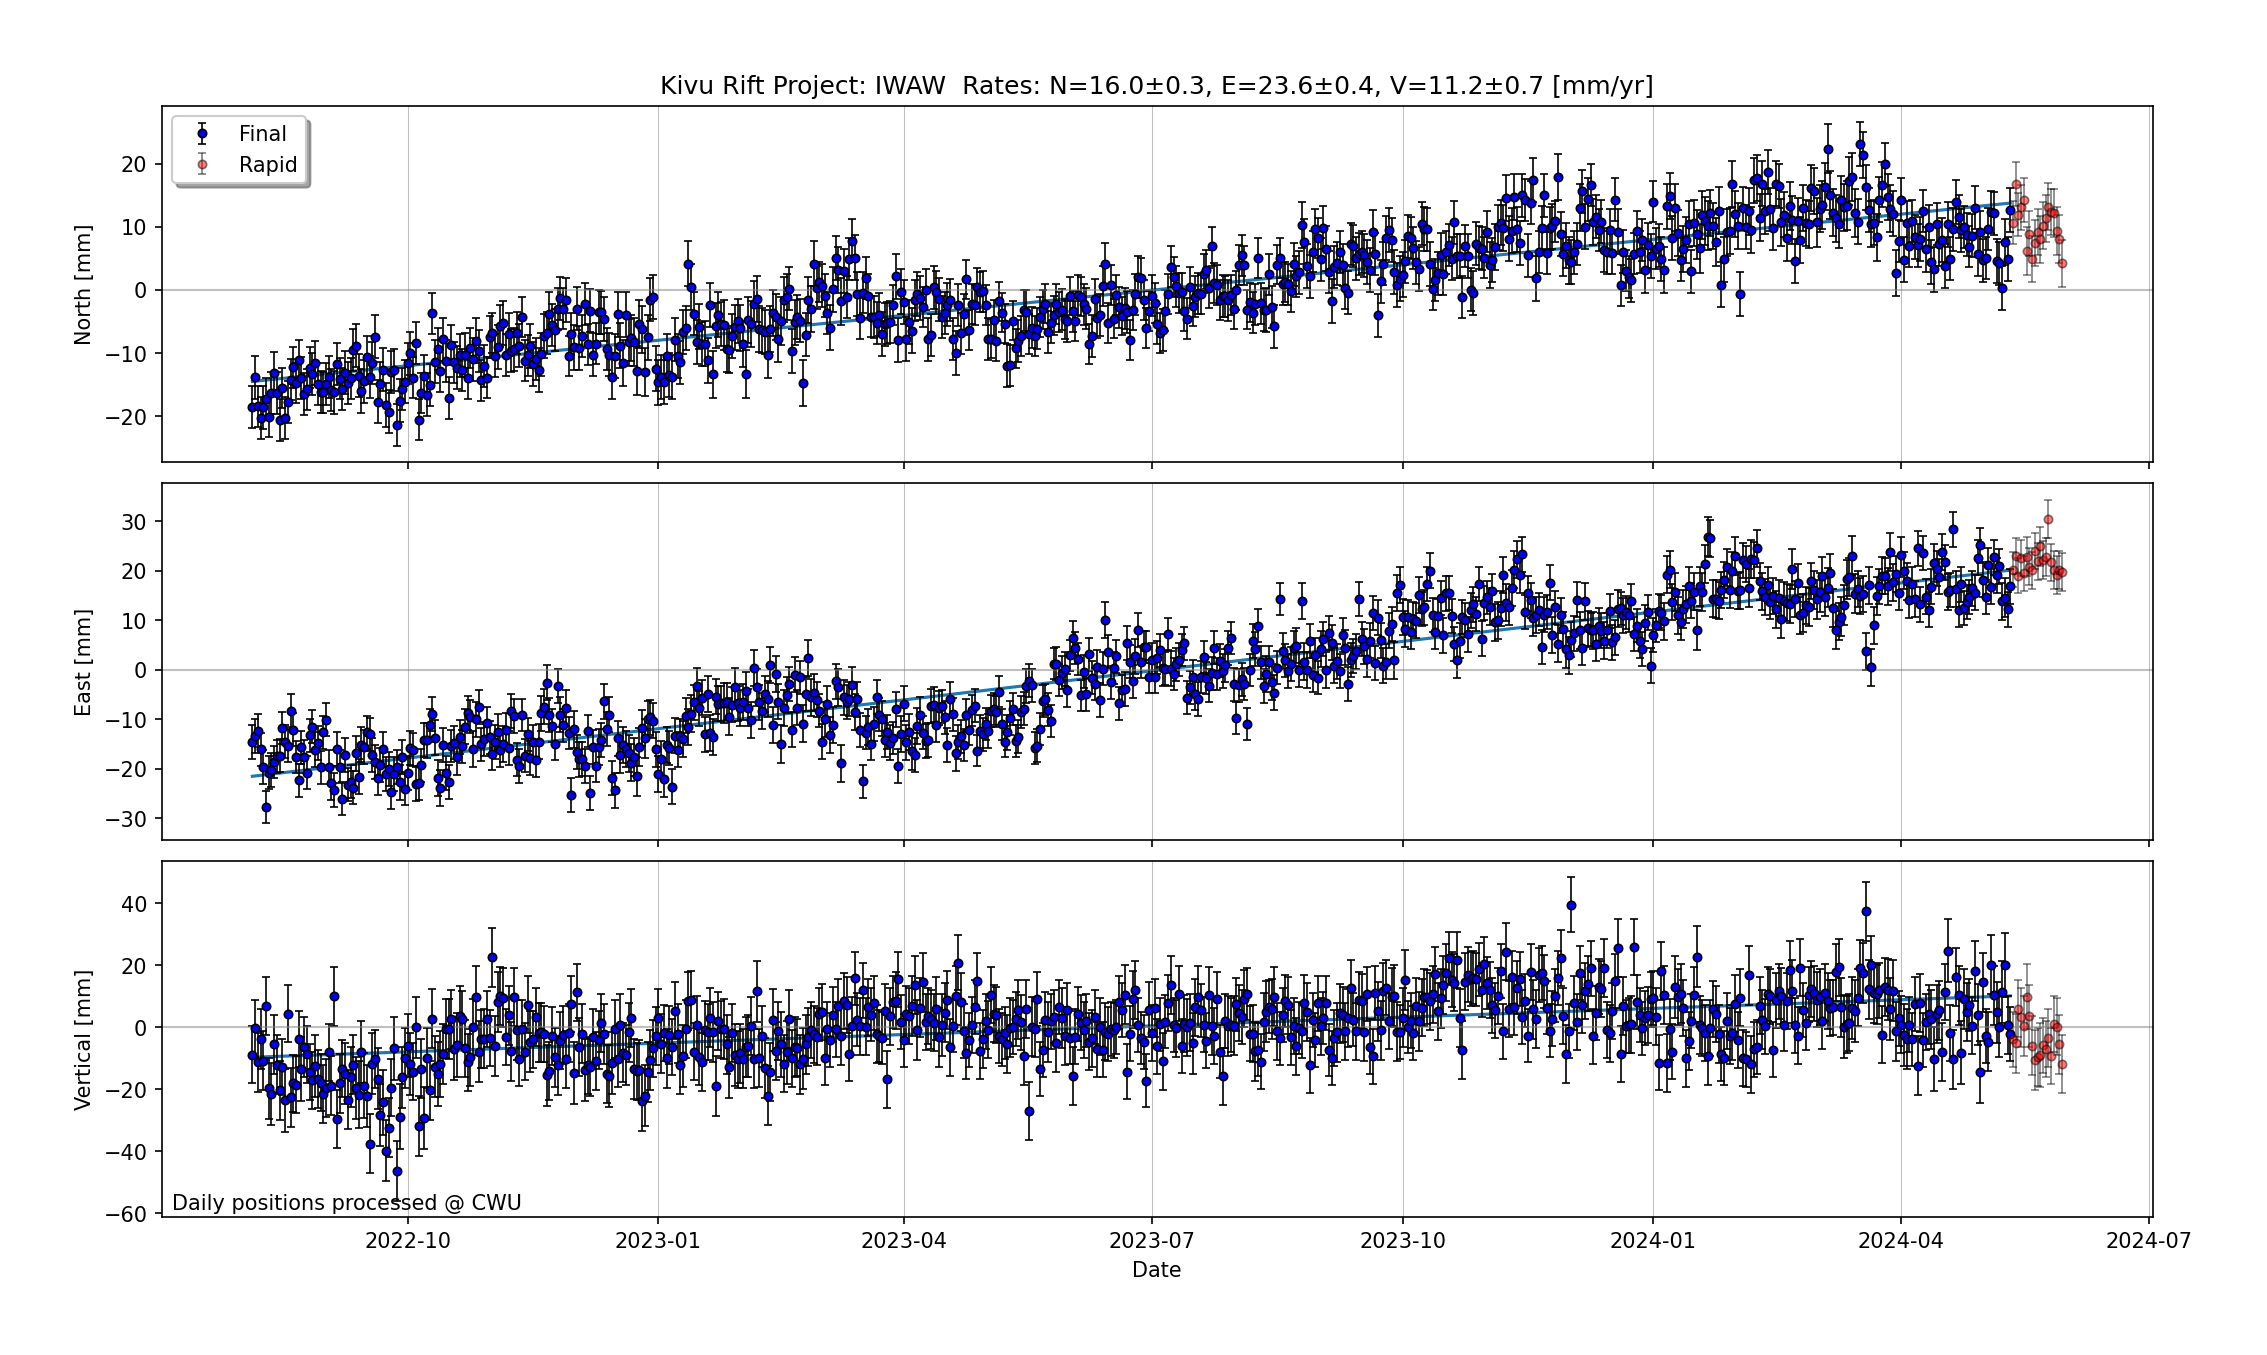 Kivu Rift Project: IWAW  Rates: N=16.0±0.3, E=23.6±0.4, V=11.2±0.7 [mm/yr]
Final
Rapid
North [mm]
20
10
0
−10
−20
East [mm]
30
20
10
0
−10
−20
−30
Vertical [mm]
40
20
0
−20
−40
−60
Daily positions processed @ CWU
2022-10 2023-01 2023-04 2023-07 2023-10 2024-01 2024-04 2024-07
Date